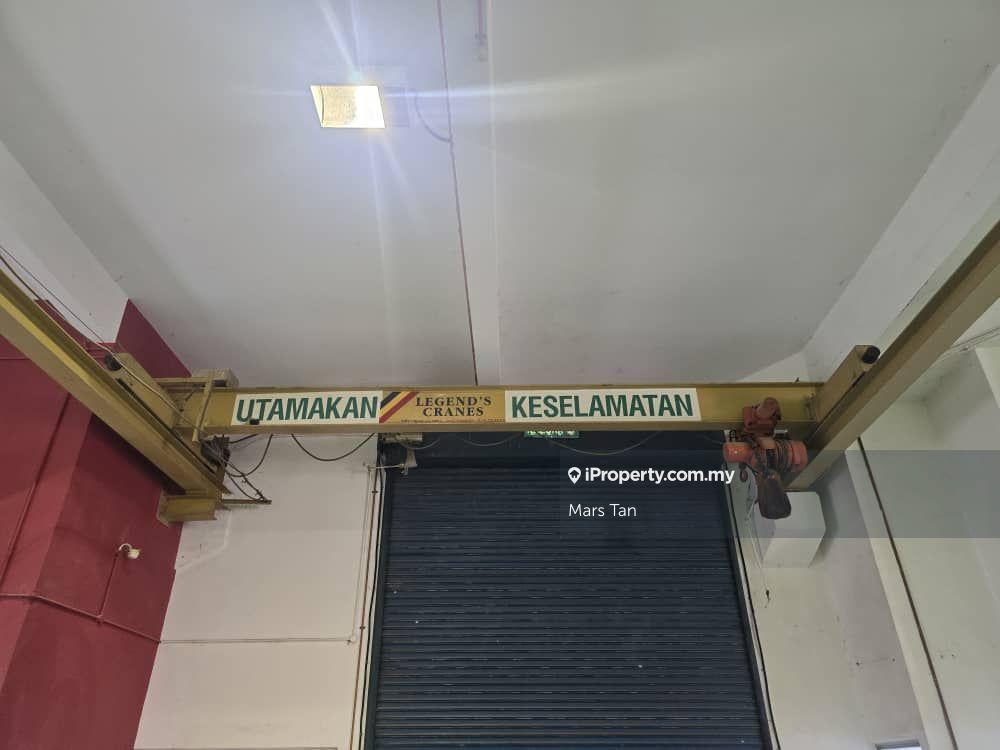 UTAMAKAN
LEGEND'S
CRANES
KESELAMATAN
iProperty.com.my
Mars Tan